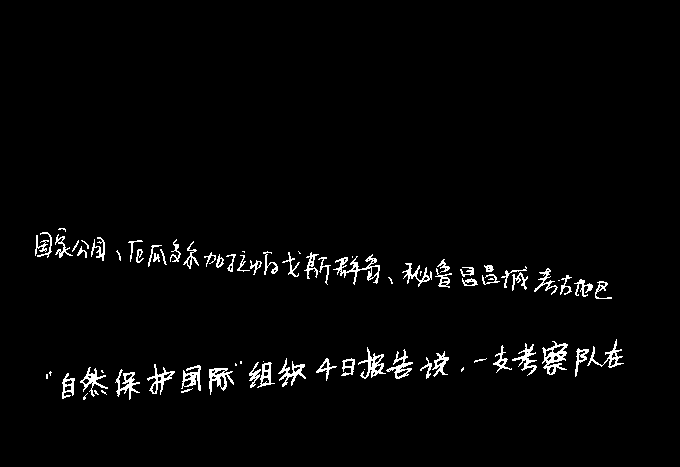 国家公园、厄瓜多尔加拉帕戈斯群岛、秘鲁昌昌城考古地区
“自然保护国际”组织4日报告说，一支考察队在